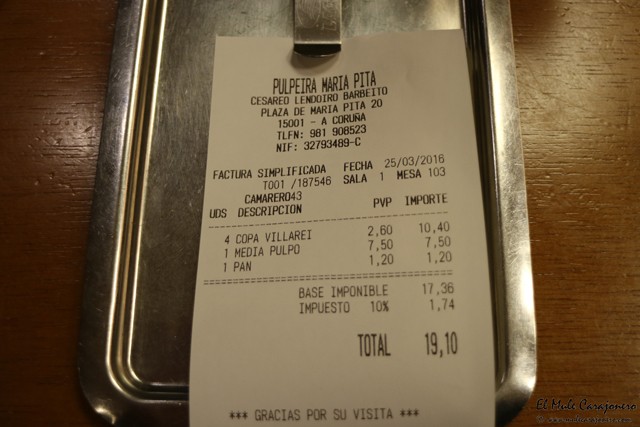 PULPEIRA MARIA PITA
CESAREO LENDOIRO BARBEITO
PLAZA DE MARIA PITA 20
15001 - A CORUÑA
TLFN: 981 908523
NIF: 32793489-C
FACTURA SIMPLIFICADA FECHA 25/03/2016
T001 /187546 SALA 1 MESA 103
CAMARERO43
UDS DESCRIPCION PVP IMPORTE
4 COPA VILLAREI 2,60 10,40
1 MEDIA PULPO 7,50 7,50
1 PAN 1,20 1,20
BASE IMPONIBLE 17,36
IMPUESTO 10% 1,74
TOTAL 19,10
*** GRACIAS POR SU VISITA ***
El Mule Carajonero